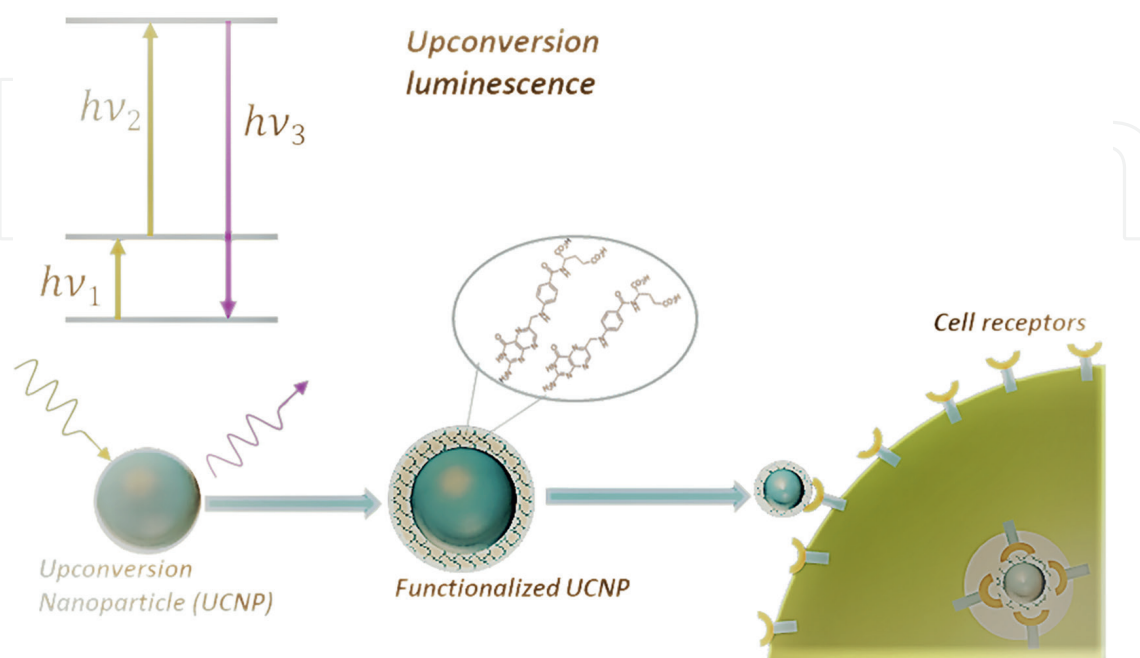 Upconversion
luminescence
hν₂
hν₃
hν₁
Cell receptors
Upconversion
Nanoparticle (UCNP)
Functionalized UCNP